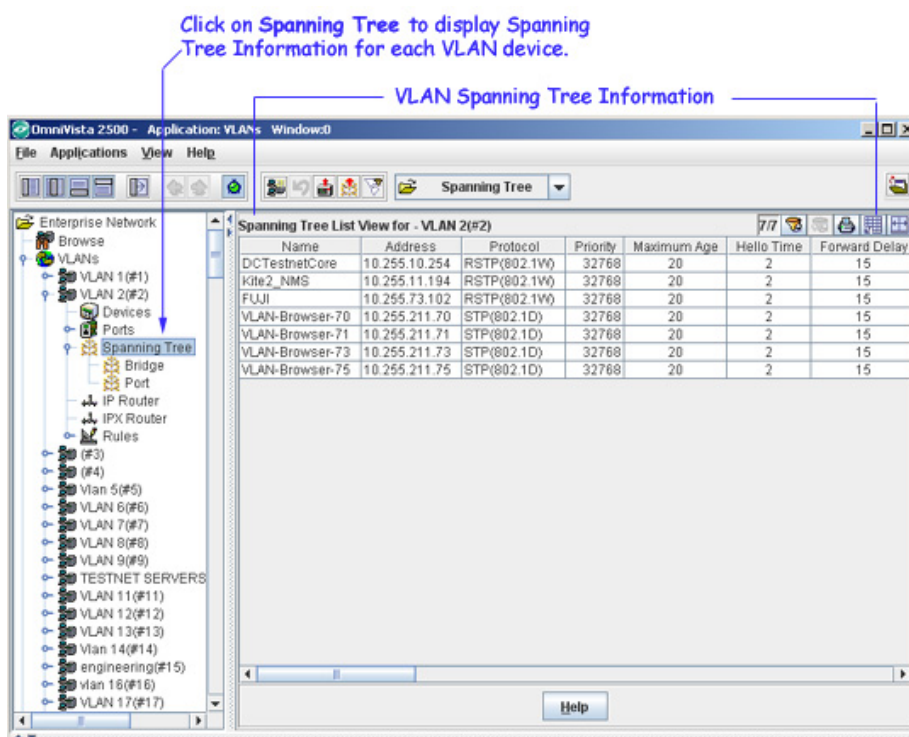 Click on Spanning Tree to display Spanning
Tree Information for each VLAN device.
VLAN Spanning Tree Information
OmniVista 2500 - Application: VLANs Window:0
File Applications View Help
Spanning Tree
Enterprise Network
Browse
VLANs
VLAN 1(#1)
VLAN 2(#2)
Devices
Ports
Spanning Tree
Bridge
Port
IP Router
IPX Router
Rules
(#3)
(#4)
Vlan 5(#5)
VLAN 6(#6)
VLAN 7(#7)
VLAN 8(#8)
VLAN 9(#9)
TESTNET SERVERS
VLAN 11(#11)
VLAN 12(#12)
VLAN 13(#13)
Vlan 14(#14)
engineering(#15)
vlan 16(#16)
VLAN 17(#17)
Spanning Tree List View for - VLAN 2(#2) 7/7
Name Address Protocol Priority Maximum Age Hello Time Forward Delay
DCTestnetCore 10.255.10.254 RSTP(802.1W) 32768 20 2 15
Kite2_NMS 10.255.11.194 RSTP(802.1W) 32768 20 2 15
FUJI 10.255.73.102 RSTP(802.1W) 32768 20 2 15
VLAN-Browser-70 10.255.211.70 STP(802.1D) 32768 20 2 15
VLAN-Browser-71 10.255.211.71 STP(802.1D) 32768 20 2 15
VLAN-Browser-73 10.255.211.73 STP(802.1D) 32768 20 2 15
VLAN-Browser-75 10.255.211.75 STP(802.1D) 32768 20 2 15
Help